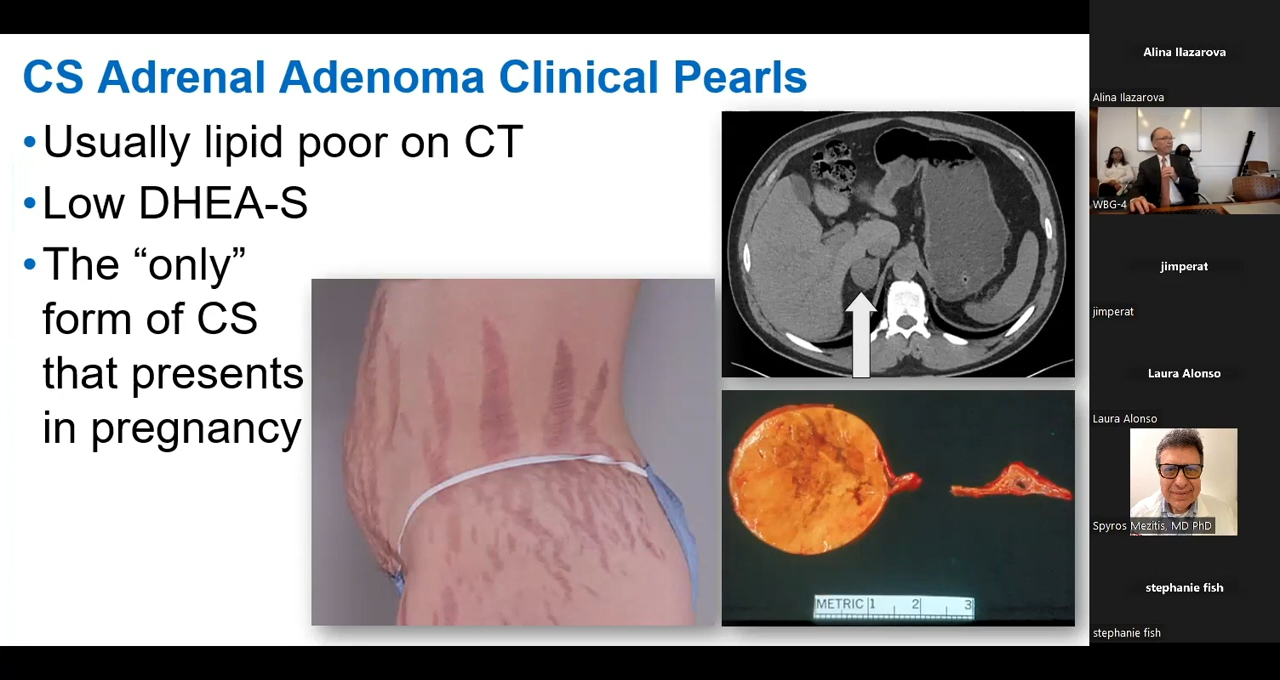 CS Adrenal Adenoma Clinical Pearls
•Usually lipid poor on CT
•Low DHEA-S
•The “only”
form of CS
that presents
in pregnancy
METRIC 1 2 3
Alina Ilazarova
Alina Ilazarova
WBG-4
jimperat
jimperat
Laura Alonso
Laura Alonso
Spyros Mezitis, MD PhD
stephanie fish
stephanie fish